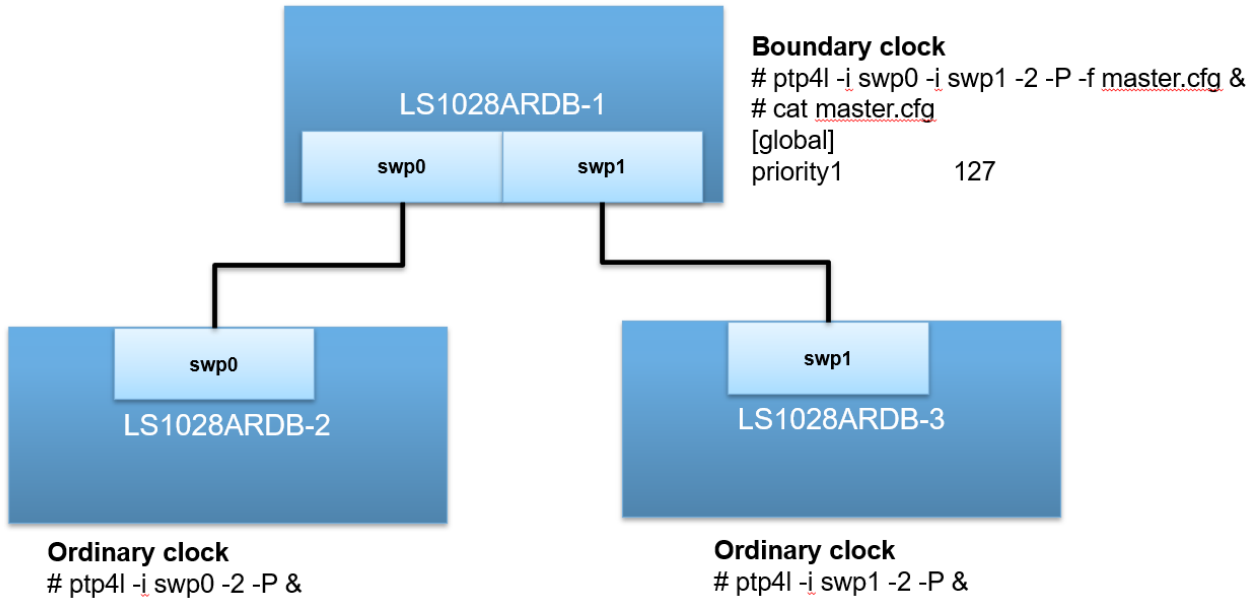 LS1028ARDB-1
swp0
swp1
Boundary clock
# ptp4l -i swp0 -i swp1 -2 -P -f master.cfg &
# cat master.cfg
[global]
priority1 127
swp0
LS1028ARDB-2
swp1
LS1028ARDB-3
Ordinary clock
# ptp4l -i swp0 -2 -P &
Ordinary clock
# ptp4l -i swp1 -2 -P &